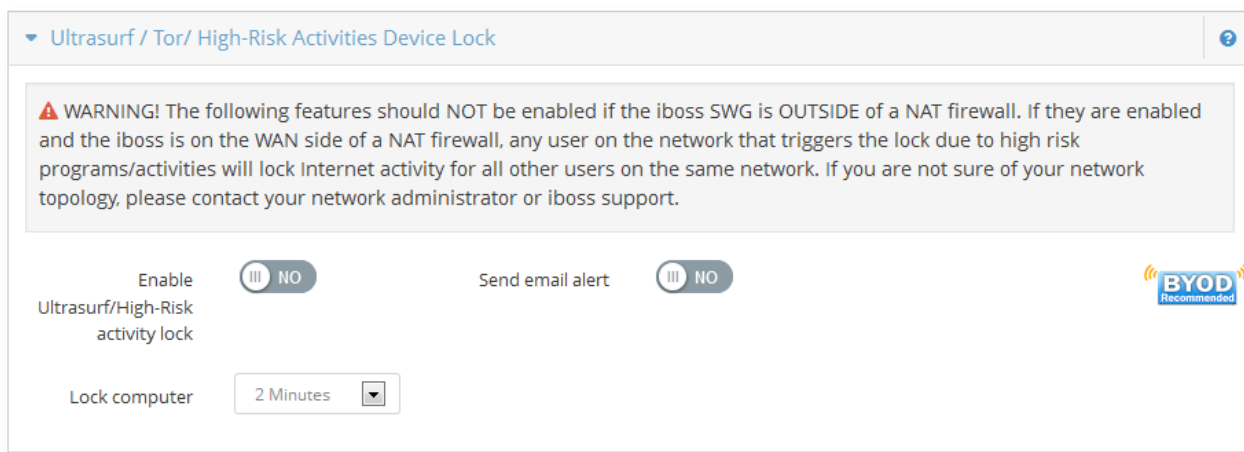 Ultrasurf / Tor/ High-Risk Activities Device Lock
WARNING! The following features should NOT be enabled if the iboss SWG is OUTSIDE of a NAT firewall. If they are enabled
and the iboss is on the WAN side of a NAT firewall, any user on the network that triggers the lock due to high risk
programs/activities will lock Internet activity for all other users on the same network. If you are not sure of your network
topology, please contact your network administrator or iboss support.
Enable
Ultrasurf/High-Risk
activity lock
NO
Send email alert
NO
BYOD
Recommended
Lock computer
2 Minutes